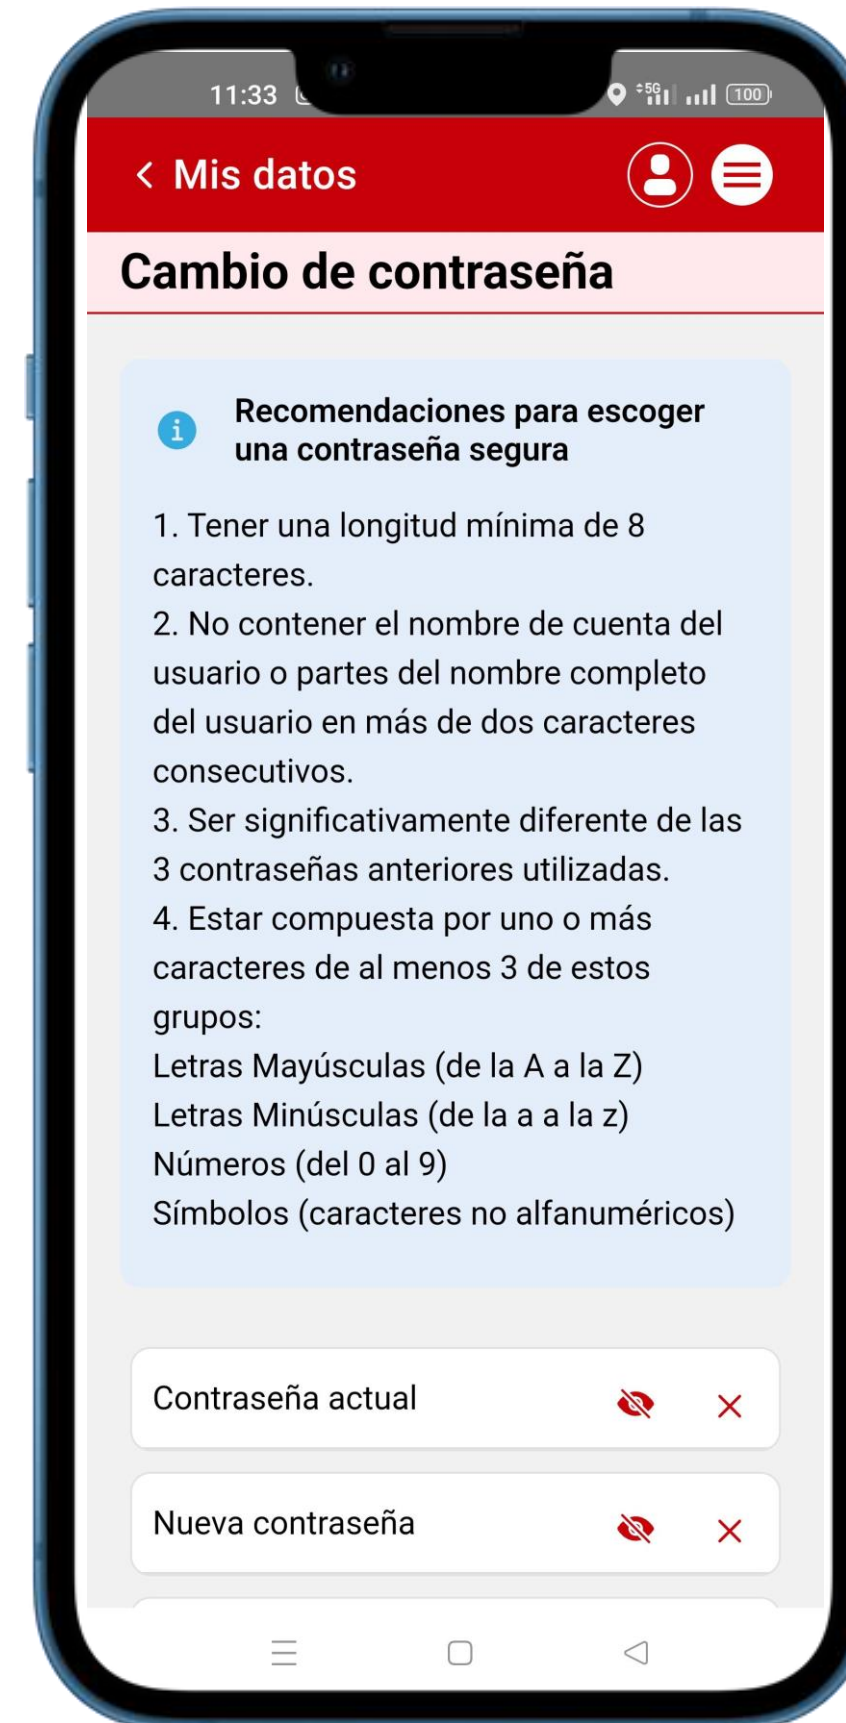 11:33
5G
100
Mis datos
Cambio de contraseña
Recomendaciones para escoger
una contraseña segura
1. Tener una longitud mínima de 8
caracteres.
2. No contener el nombre de cuenta del
usuario o partes del nombre completo
del usuario en más de dos caracteres
consecutivos.
3. Ser significativamente diferente de las
3 contraseñas anteriores utilizadas.
4. Estar compuesta por uno o más
caracteres de al menos 3 de estos
grupos:
Letras Mayúsculas (de la A a la Z)
Letras Minúsculas (de la a a la z)
Números (del 0 al 9)
Símbolos (caracteres no alfanuméricos)
Contraseña actual
Nueva contraseña